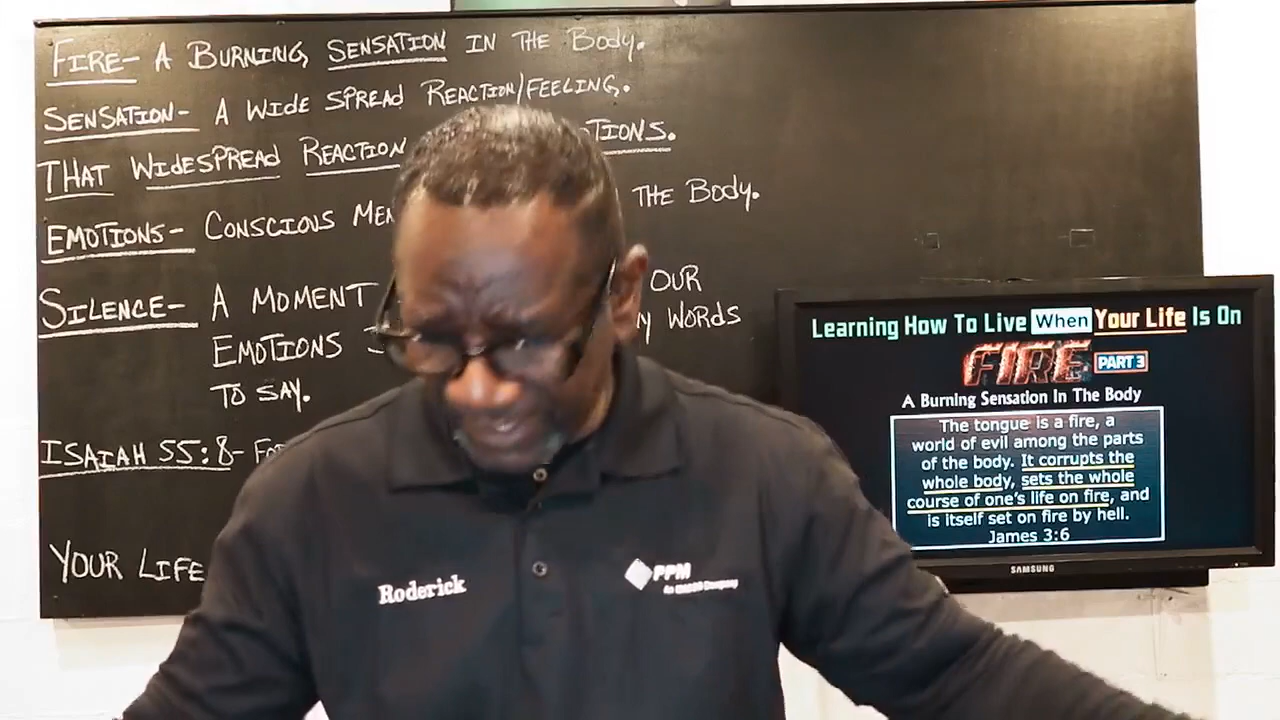 FIRE- A BURNING SENSATION IN THE BODY.
SENSATION- A WIDE SPREAD REACTION/FEELING.
THAT WIDESPREAD REACTION TIONS.
EMOTIONS- CONSCIOUS MEN THE BODY.
SILENCE- A MOMENT OUR
EMOTIONS WORDS
TO SAY.
ISAIAH 55:8- FO
YOUR LIFE
Learning How To Live When Your Life Is On
FIRE PART 3
A Burning Sensation In The Body
The tongue is a fire, a
world of evil among the parts
of the body. It corrupts the
whole body, sets the whole
course of one's life on fire, and
is itself set on fire by hell.
James 3:6
SAMSUNG
Roderick
PPM